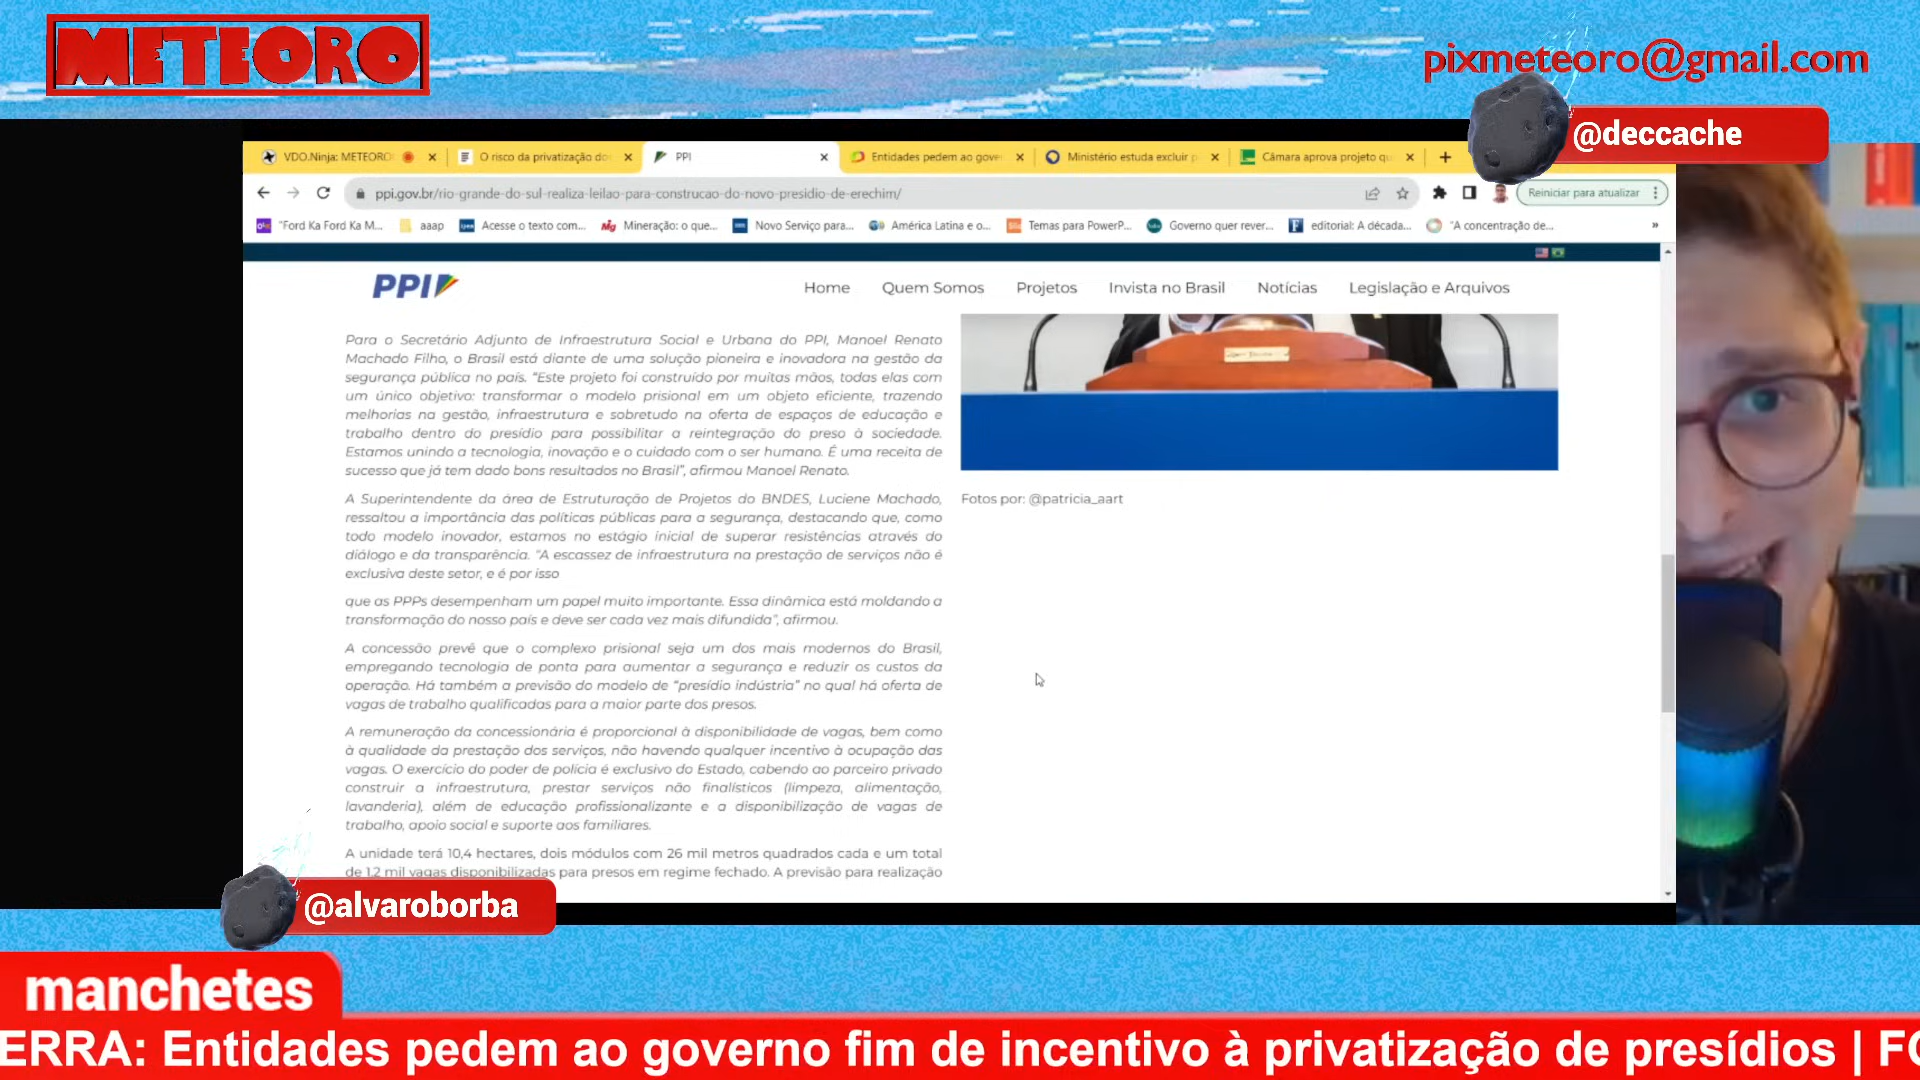 METEORO
pixmeteoro@gmail.com
@deccache
VDO.Ninja: METEORO
O risco da privatização do
PPI
Entidades pedem ao gove
Ministério estuda excluir p
Câmara aprova projeto qu
ppi.gov.br/rio-grande-do-sul-realiza-leilao-para-construcao-do-novo-presidio-de-erechim/
Reiniciar para atualizar
"Ford Ka Ford Ka M...
aaap
Acesse o texto com...
Mineração: o que...
Novo Serviço para...
América Latina e o...
Temas para PowerP...
Governo quer rever...
editorial: A década...
"A concentração de...
»
PPI
Home
Quem Somos
Projetos
Invista no Brasil
Notícias
Legislação e Arquivos
Para o Secretário Adjunto de Infraestrutura Social e Urbana do PPI, Manoel Renato
Machado Filho, o Brasil está diante de uma solução pioneira e inovadora na gestão da
segurança pública no país. "Este projeto foi construído por muitas mãos, todas elas com
um único objetivo: transformar o modelo prisional em um objeto eficiente, trazendo
melhorias na gestão, infraestrutura e sobretudo na oferta de espaços de educação e
trabalho dentro do presídio para possibilitar a reintegração do preso à sociedade.
Estamos unindo a tecnologia, inovação e o cuidado com o ser humano. É uma receita de
sucesso que já tem dado bons resultados no Brasil", afirmou Manoel Renato.
A Superintendente da área de Estruturação de Projetos do BNDES, Luciene Machado,
ressaltou a importância das políticas públicas para a segurança, destacando que, como
todo modelo inovador, estamos no estágio inicial de superar resistências através do
diálogo e da transparência. "A escassez de infraestrutura na prestação de serviços não é
exclusiva deste setor, e é por isso
que as PPPs desempenham um papel muito importante. Essa dinâmica está moldando a
transformação do nosso país e deve ser cada vez mais difundida", afirmou.
A concessão prevê que o complexo prisional seja um dos mais modernos do Brasil,
empregando tecnologia de ponta para aumentar a segurança e reduzir os custos da
operação. Há também a previsão do modelo de "presídio indústria" no qual há oferta de
vagas de trabalho qualificadas para a maior parte dos presos.
A remuneração da concessionária é proporcional à disponibilidade de vagas, bem como
à qualidade da prestação dos serviços, não havendo qualquer incentivo à ocupação das
vagas. O exercício do poder de polícia é exclusivo do Estado, cabendo ao parceiro privado
construir a infraestrutura, prestar serviços não finalísticos (limpeza, alimentação,
lavanderia), além de educação profissionalizante e a disponibilização de vagas de
trabalho, apoio social e suporte aos familiares.
A unidade terá 10,4 hectares, dois módulos com 26 mil metros quadrados cada e um total
de 1,2 mil vagas disponibilizadas para presos em regime fechado. A previsão para realização
Fotos por: @patricia_aart
@alvaroborba
manchetes
ERRA: Entidades pedem ao governo fim de incentivo à privatização de presídios | FO